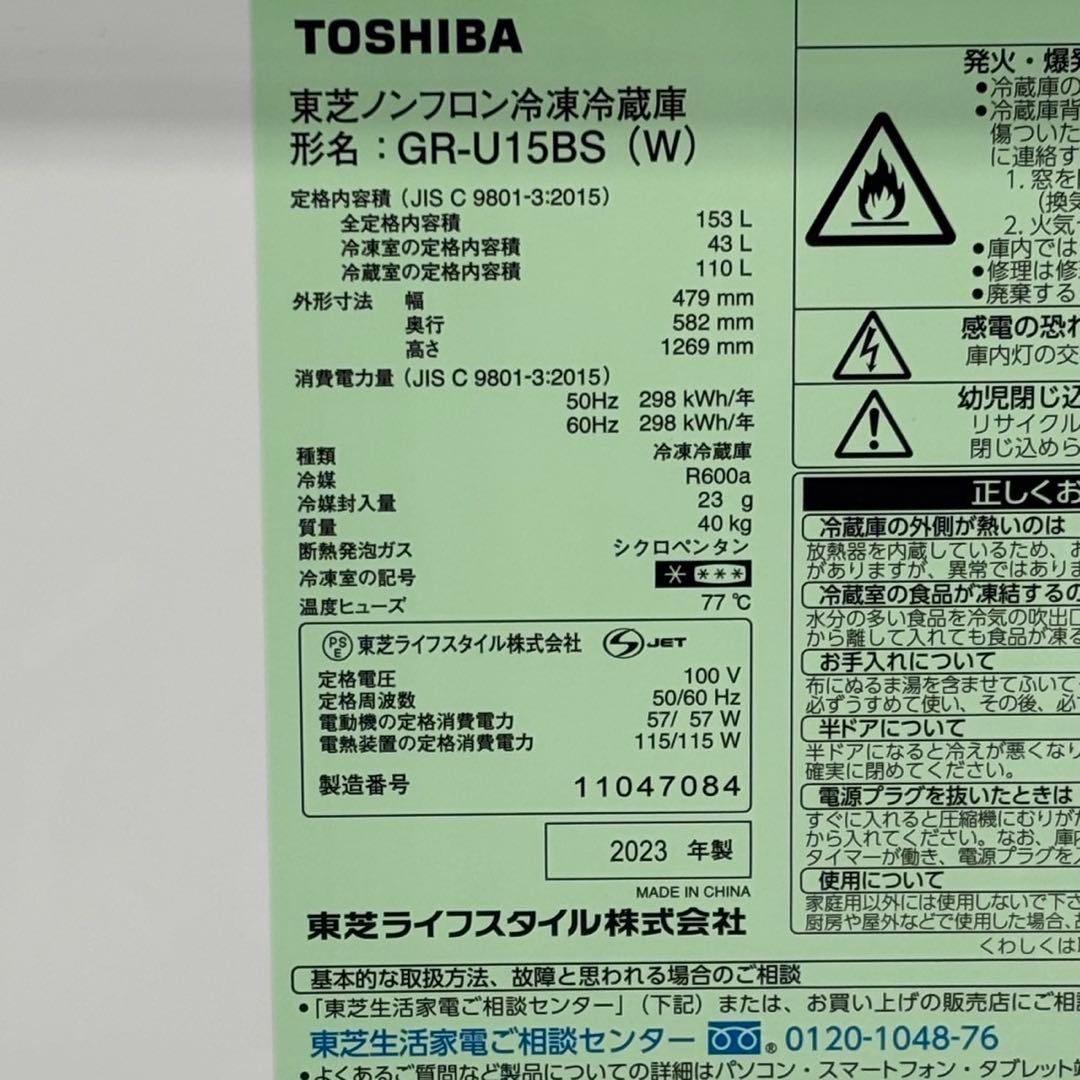 TOSHIBA
東芝ノンフロン冷凍冷蔵庫
形名：GR-U15BS（W）
定格内容積（JIS C 9801-3:2015）
全定格内容積 153 L
冷凍室の定格内容積 43 L
冷蔵室の定格内容積 110 L
外形寸法 幅 479 mm
奥行 582 mm
高さ 1269 mm
消費電力量（JIS C 9801-3:2015）
50Hz 298 kWh/年
60Hz 298 kWh/年
種類 冷凍冷蔵庫
冷媒 R600a
冷媒封入量 23 g
質量 40 kg
断熱発泡ガス シクロペンタン
冷凍室の記号 * ***
温度ヒューズ 77 ℃
PSE 東芝ライフスタイル株式会社 S JET
定格電圧 100 V
定格周波数 50/60 Hz
電動機の定格消費電力 57/ 57 W
電熱装置の定格消費電力 115/115 W
製造番号 11047084
2023 年製
MADE IN CHINA
東芝ライフスタイル株式会社
発火・爆発
●冷蔵庫の
●冷蔵庫背
傷ついた
に連絡す
1. 窓を
(換気
2. 火気
●庫内では
●修理は修
●廃棄する
感電の恐れ
庫内灯の交
幼児閉じ込
リサイクル
閉じ込めら
正しくお
冷蔵庫の外側が熱いのは
放熱器を内蔵しているため、
がありますが、異常ではありま
冷蔵室の食品が凍結するの
水分の多い食品を冷気の吹出口
から離して入れても食品が凍る
お手入れについて
布にぬるま湯を含ませてふいて
必ずうすめて使い、その後、必
半ドアについて
半ドアになると冷えが悪くなり
確実に閉めてください。
電源プラグを抜いたときは
すぐに入れると圧縮機にむりが
から入れてください。なお、庫内
タイマーが働き、電源プラグを
使用について
家庭用以外には使用しないで下さ
厨房や屋外などで使用した場合、
くわしくは
基本的な取扱方法、故障と思われる場合のご相談
●「東芝生活家電ご相談センター」（下記）または、お買い上げの販売店にご相談
東芝生活家電ご相談センター ® 0120-1048-76
●よくあるご質問など製品についての詳細はパソコン・スマートフォン・タブレット端